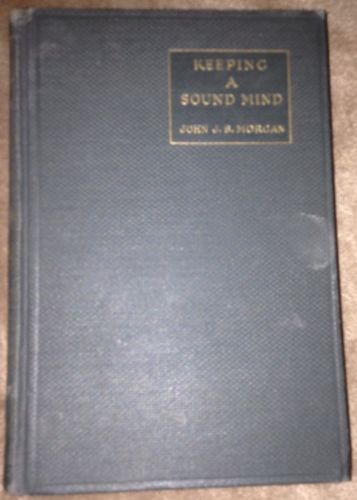 KEEPING
A
SOUND MIND
JOHN J. B. MORGAN